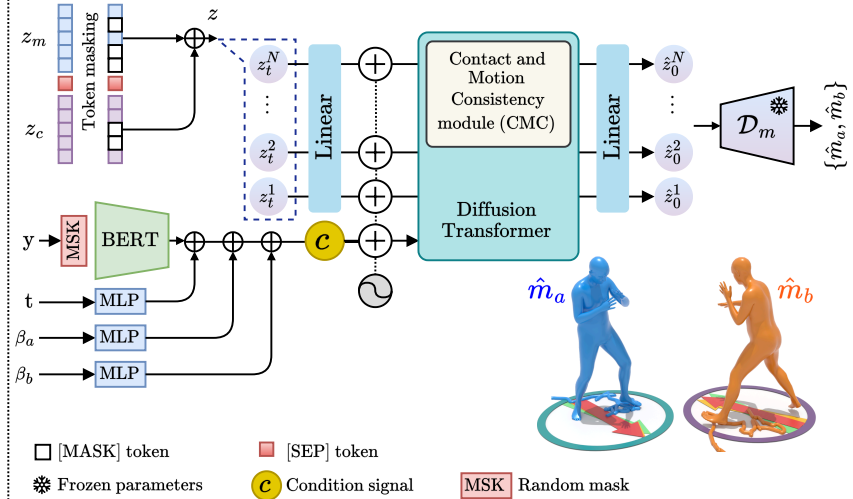 z_m
z_c
Token masking
z
z_t^N
⋮
z_t^2
z_t^1
Linear
Contact and
Motion
Consistency
module (CMC)
Diffusion
Transformer
Linear
ẑ_0^N
⋮
ẑ_0^2
ẑ_0^1
𝒟_m
{m̂_a, m̂_b}
y
MSK
BERT
c
t
MLP
β_a
MLP
β_b
MLP
m̂_a
m̂_b
[MASK] token
[SEP] token
Frozen parameters
c
Condition signal
MSK
Random mask